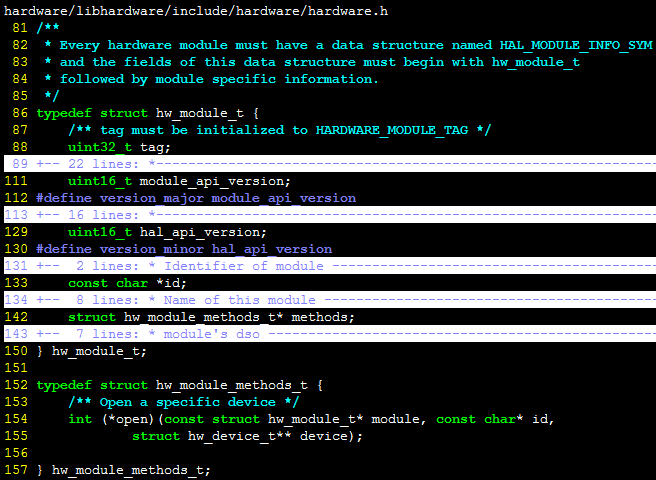 hardware/libhardware/include/hardware/hardware.h
81 /**
82  * Every hardware module must have a data structure named HAL_MODULE_INFO_SYM
83  * and the fields of this data structure must begin with hw_module_t
84  * followed by module specific information.
85  */
86 typedef struct hw_module_t {
87     /** tag must be initialized to HARDWARE_MODULE_TAG */
88     uint32_t tag;
89 +-- 22 lines: *--------------------------------------------------------------
111     uint16_t module_api_version;
112 #define version_major module_api_version
113 +-- 16 lines: *--------------------------------------------------------------
129     uint16_t hal_api_version;
130 #define version_minor hal_api_version
131 +--  2 lines: * Identifier of module -----------------------------------------
133     const char *id;
134 +--  8 lines: * Name of this module ------------------------------------------
142     struct hw_module_methods_t* methods;
143 +--  7 lines: * module's dso -------------------------------------------------
150 } hw_module_t;
151
152 typedef struct hw_module_methods_t {
153     /** Open a specific device */
154     int (*open)(const struct hw_module_t* module, const char* id,
155             struct hw_device_t** device);
156
157 } hw_module_methods_t;